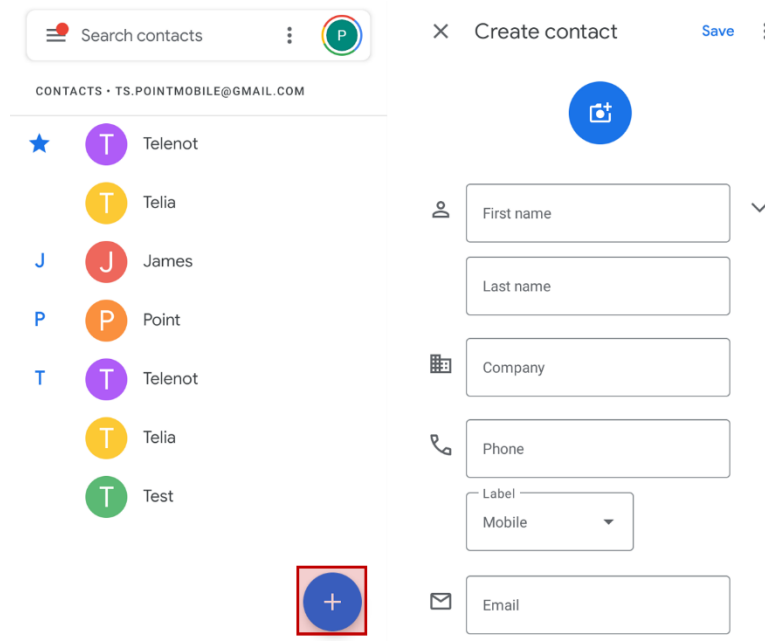 Search contacts
P
CONTACTS • TS.POINTMOBILE@GMAIL.COM
T Telenot
T Telia
J J James
P P Point
T T Telenot
T Telia
T Test
Create contact
Save
First name
Last name
Company
Phone
Label
Mobile
Email